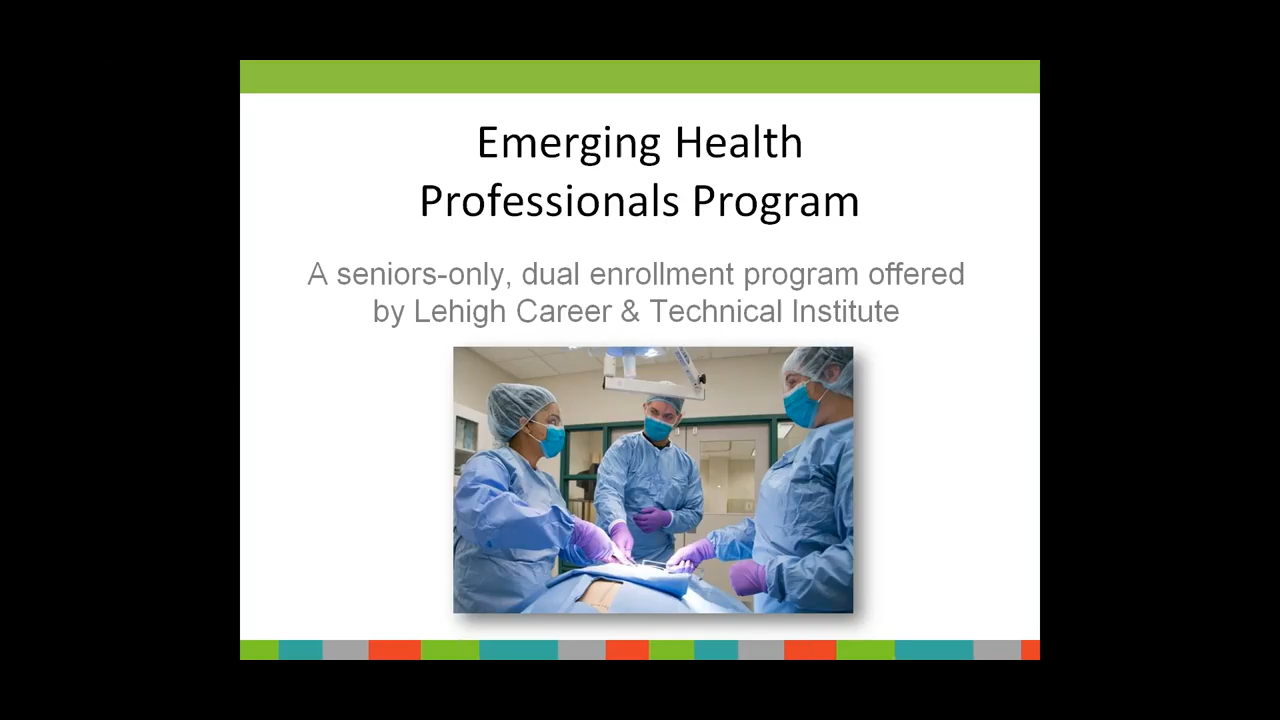 Emerging Health
Professionals Program
A seniors-only, dual enrollment program offered
by Lehigh Career & Technical Institute